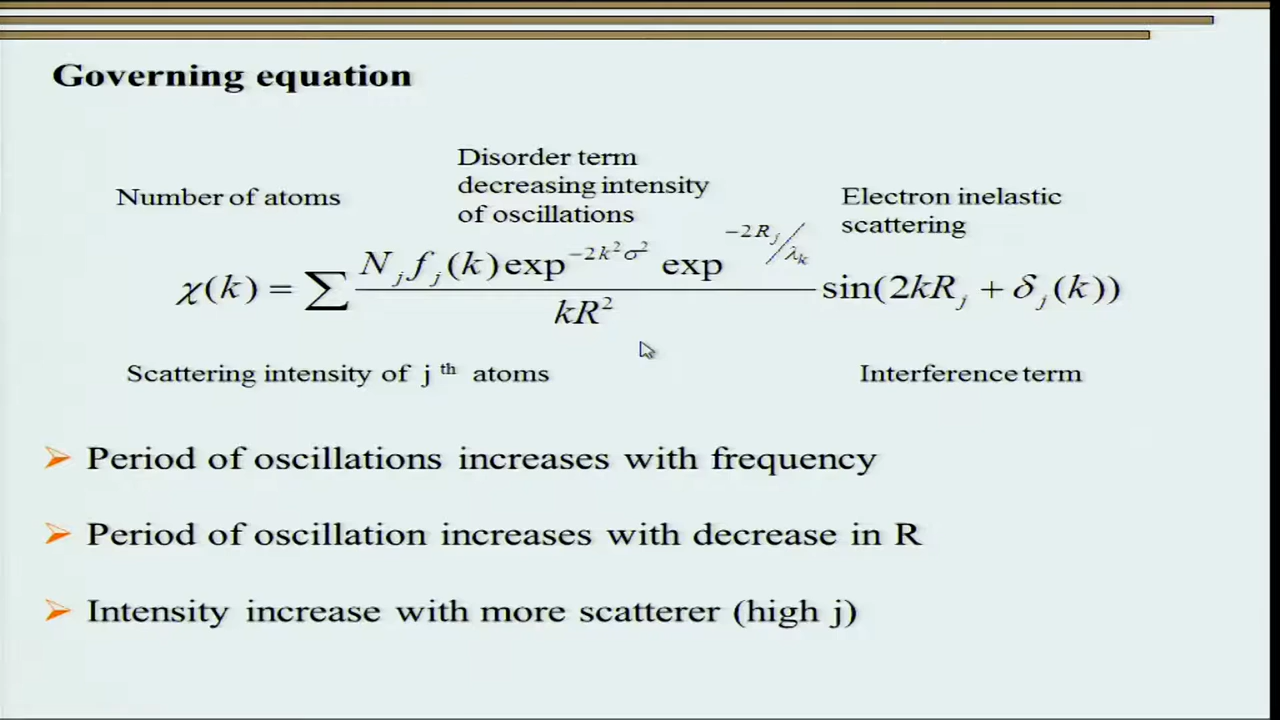 Governing equation
Disorder term
decreasing intensity
of oscillations
Number of atoms
Electron inelastic
scattering
χ(k) = ∑ N_j f_j(k) exp^{-2k²σ²} exp^{-2R_j/λ_k} / kR² sin(2kR_j + δ_j(k))
Scattering intensity of j th atoms
Interference term
Period of oscillations increases with frequency
Period of oscillation increases with decrease in R
Intensity increase with more scatterer (high j)